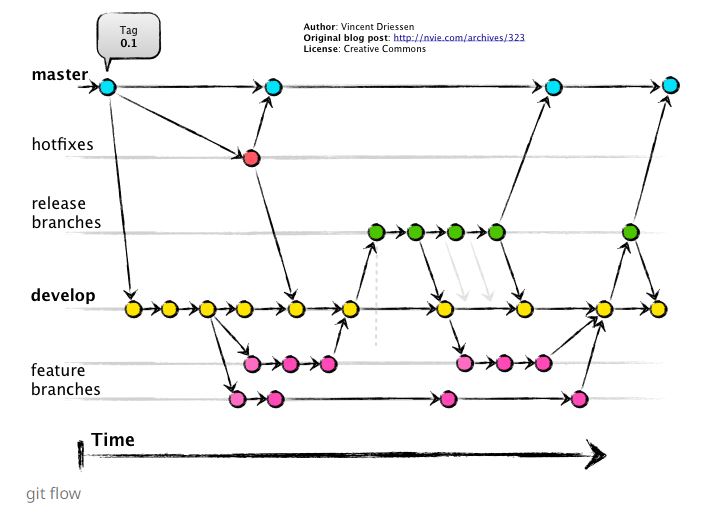 Tag
0.1
Author: Vincent Driessen
Original blog post: http://nvie.com/archives/323
License: Creative Commons
master
hotfixes
release
branches
develop
feature
branches
Time
git flow